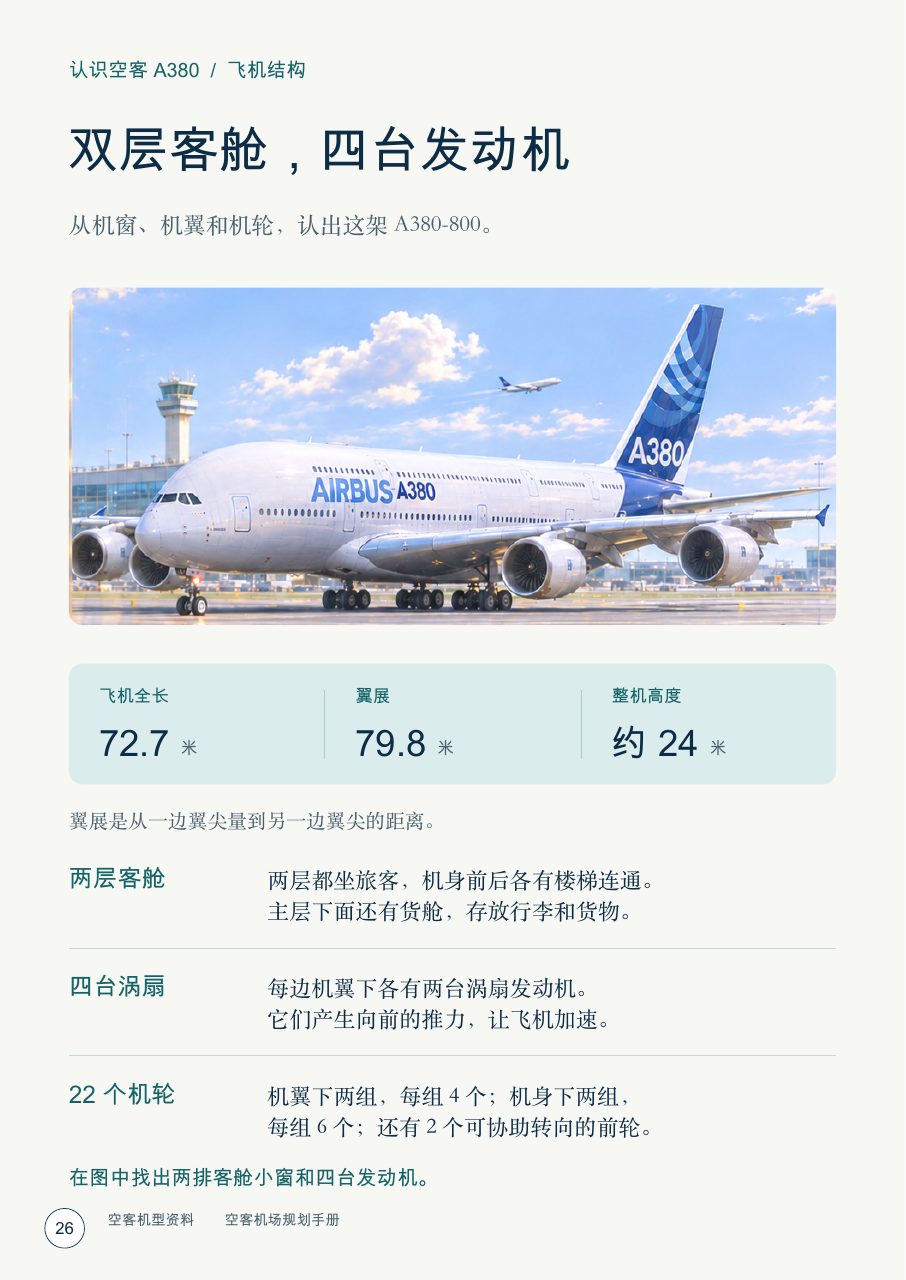 认识空客 A380 / 飞机结构
双层客舱，四台发动机
从机窗、机翼和机轮，认出这架 A380-800。
A380
AIRBUS A380
飞机全长
72.7 米
翼展
79.8 米
整机高度
约 24 米
翼展是从一边翼尖量到另一边翼尖的距离。
两层客舱
两层都坐旅客，机身前后各有楼梯连通。
主层下面还有货舱，存放行李和货物。
四台涡扇
每边机翼下各有两台涡扇发动机。
它们产生向前的推力，让飞机加速。
22 个机轮
机翼下两组，每组 4 个；机身下两组，
每组 6 个；还有 2 个可协助转向的前轮。
在图中找出两排客舱小窗和四台发动机。
26
空客机型资料 空客机场规划手册